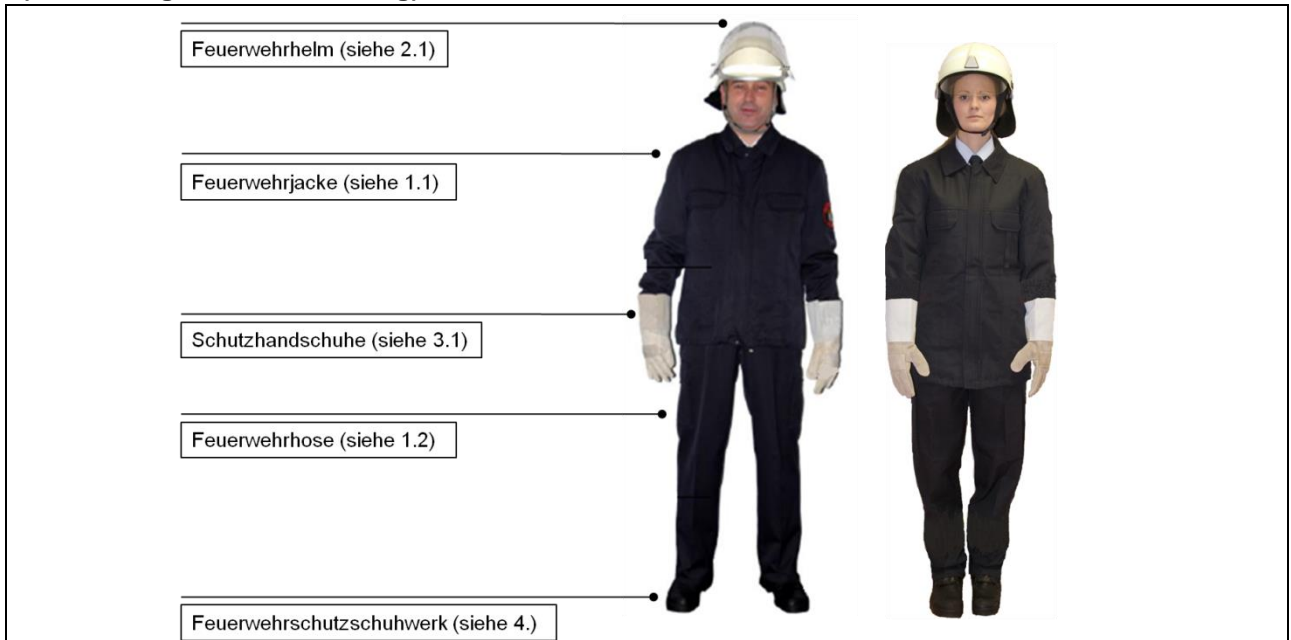 Feuerwehrhelm (siehe 2.1)
Feuerwehrjacke (siehe 1.1)
Schutzhandschuhe (siehe 3.1)
Feuerwehrhose (siehe 1.2)
Feuerwehrschutzschuhwerk (siehe 4.)